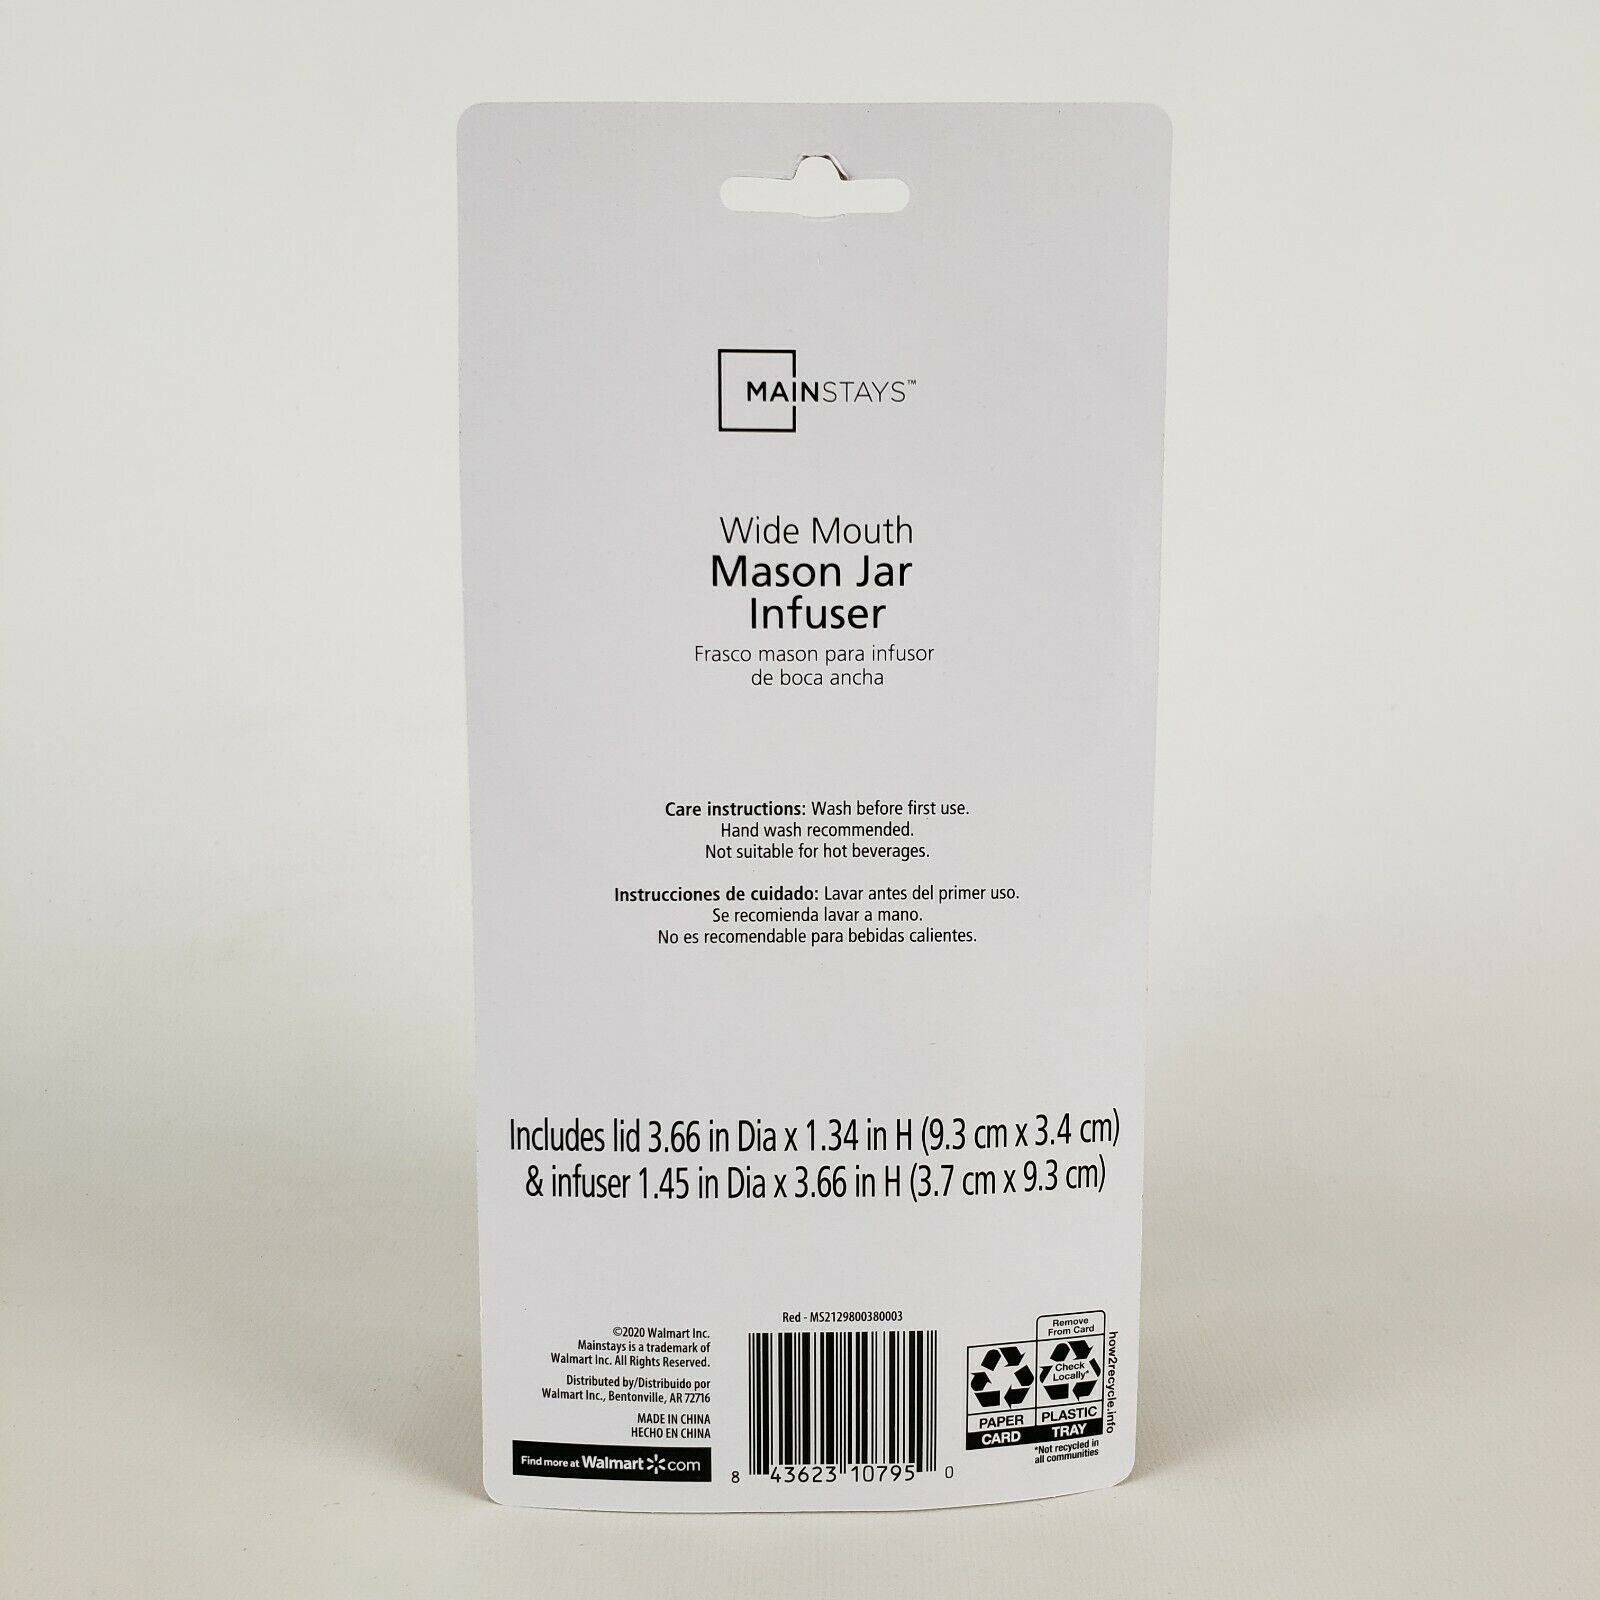 MAINSTAYS™
Wide Mouth
Mason Jar
Infuser
Frasco mason para infusor
de boca ancha
Care instructions: Wash before first use.
Hand wash recommended.
Not suitable for hot beverages.
Instrucciones de cuidado: Lavar antes del primer uso.
Se recomienda lavar a mano.
No es recomendable para bebidas calientes.
Includes lid 3.66 in Dia x 1.34 in H (9.3 cm x 3.4 cm)
& infuser 1.45 in Dia x 3.66 in H (3.7 cm x 9.3 cm)
©2020 Walmart Inc.
Mainstays is a trademark of
Walmart Inc. All Rights Reserved.
Distributed by/Distribuido por
Walmart Inc., Bentonville, AR 72716
MADE IN CHINA
HECHO EN CHINA
Find more at Walmart.com
Red - MS2129800380003
8 43623 10795 0
Remove
From Card
Check
Locally*
PAPER
CARD
PLASTIC
TRAY
*Not recycled in
all communities
how2recycle.info